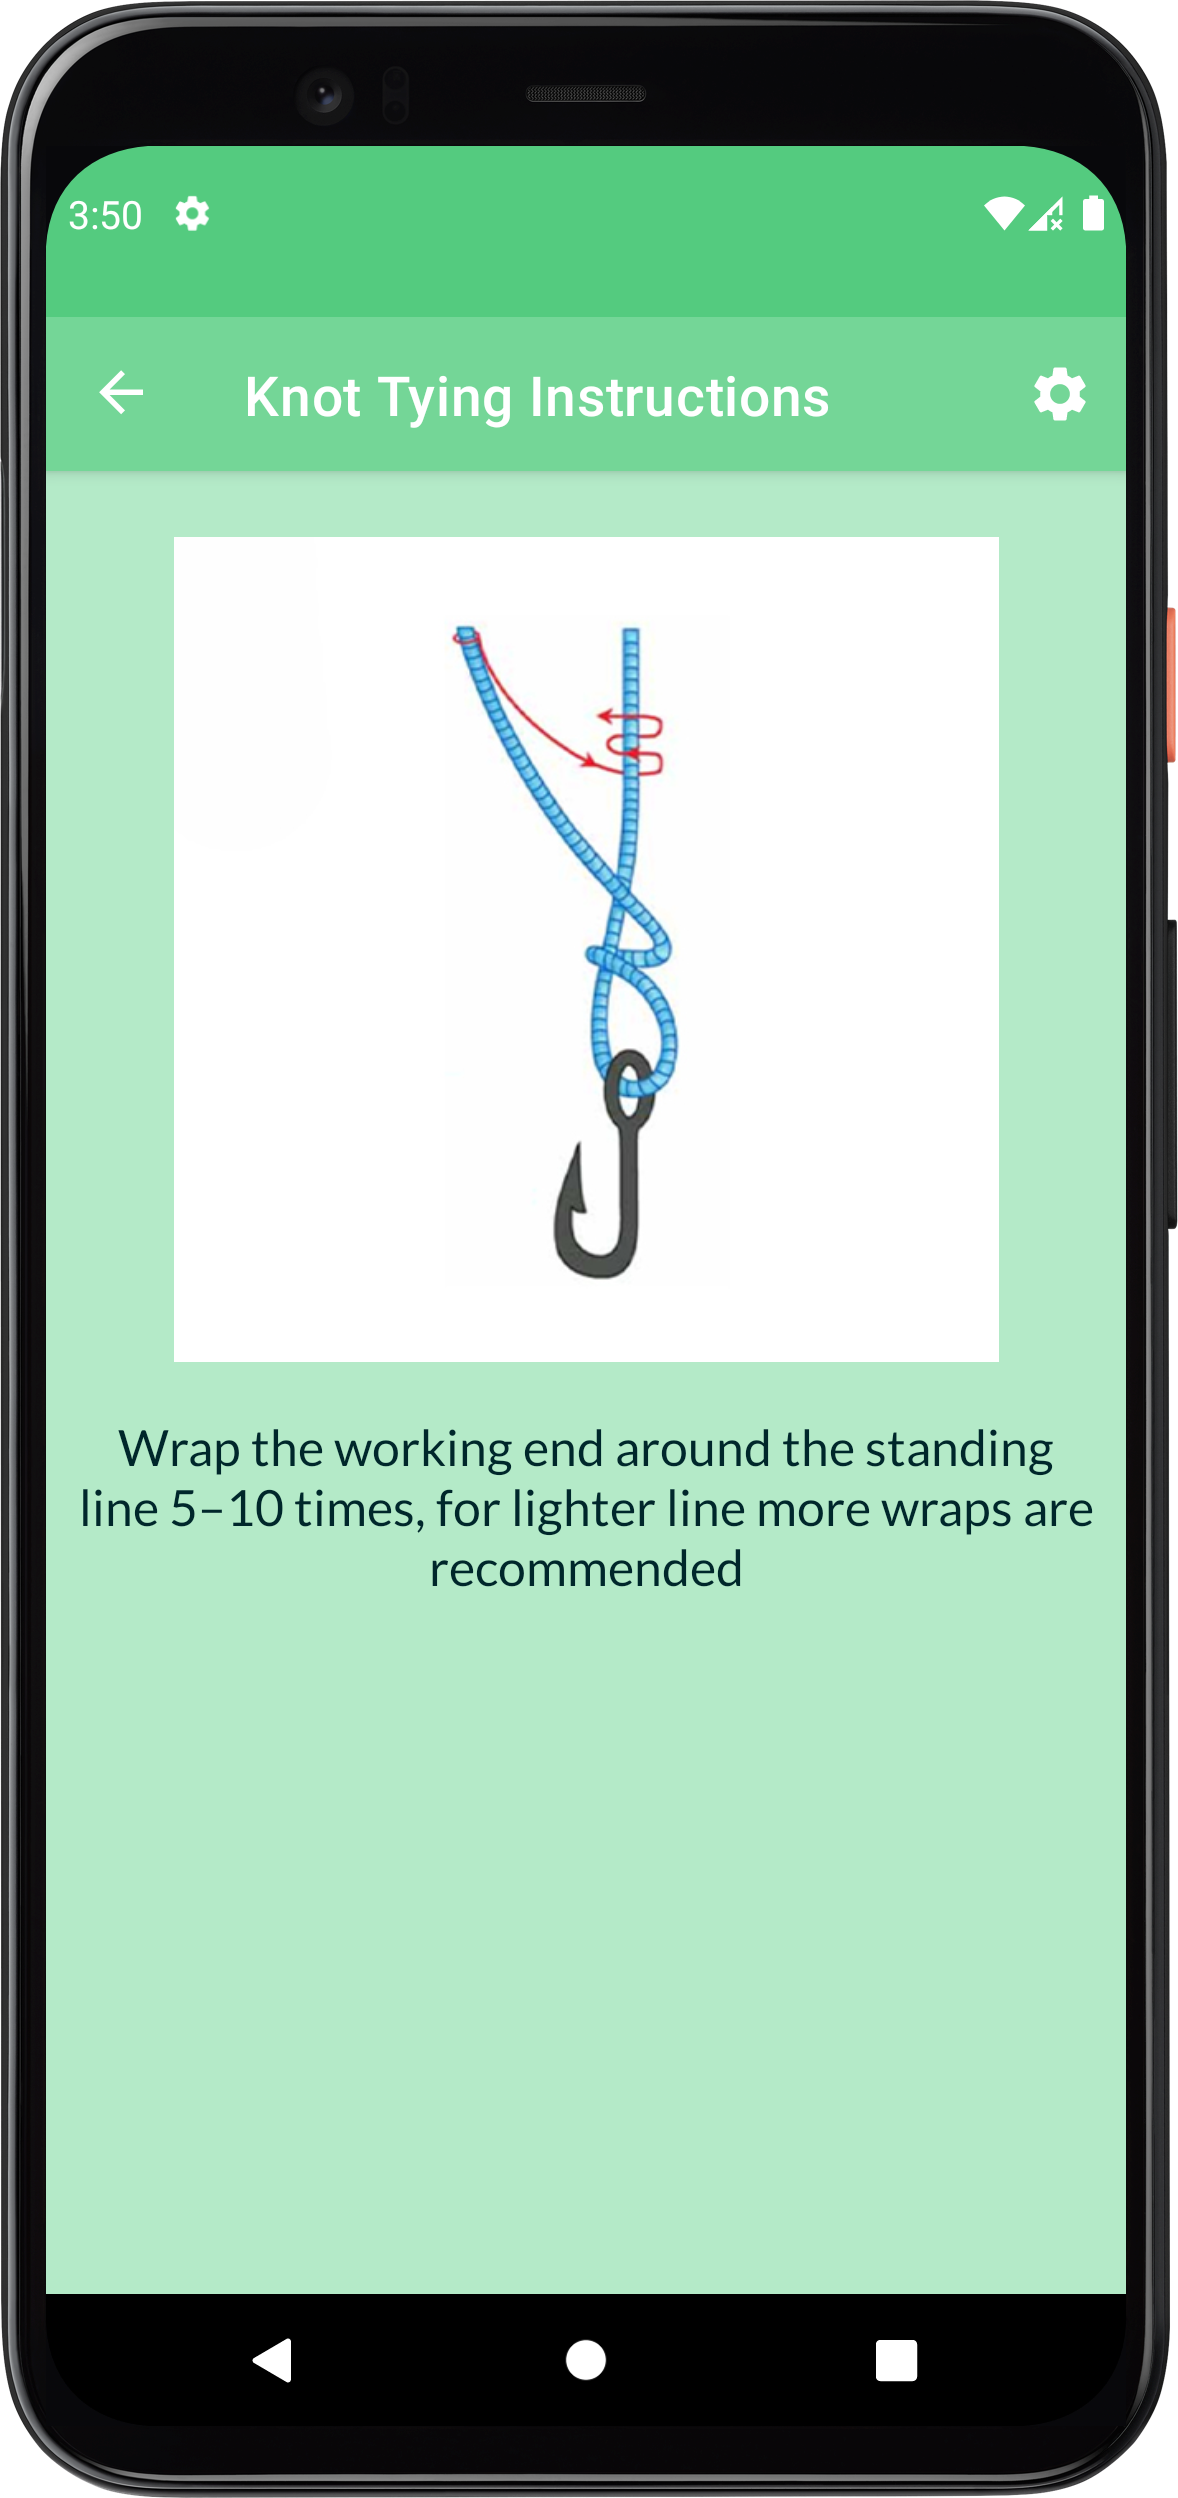 3:50
Knot Tying Instructions
Wrap the working end around the standing
line 5–10 times, for lighter line more wraps are
recommended